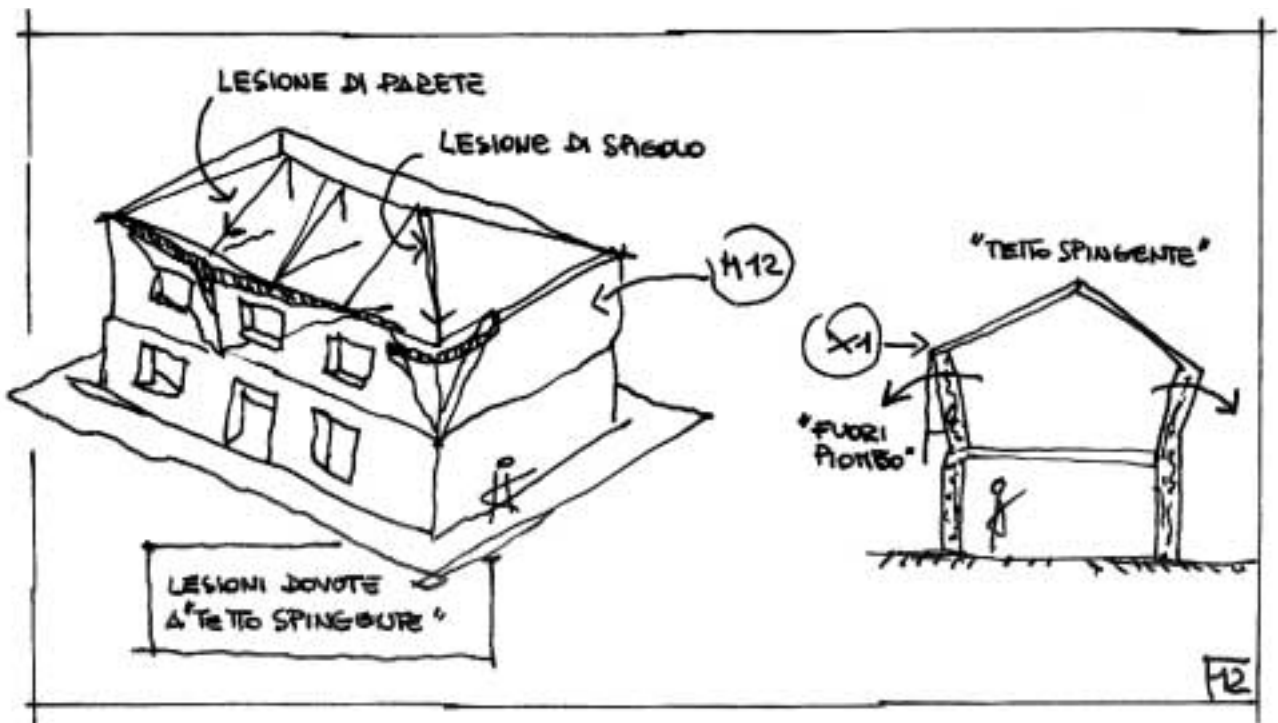 LESIONE DI PARETE
LESIONE DI SPIGOLO
M12
"TETTO SPINGENTE"
X1
"FUORI
PIOMBO"
LESIONI DOVUTE
A "TETTO SPINGENTE"
12